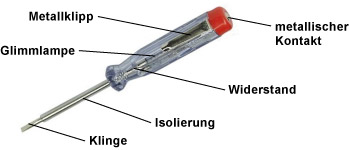 Metallklipp
metallischer
Kontakt
Glimmlampe
Widerstand
Isolierung
Klinge